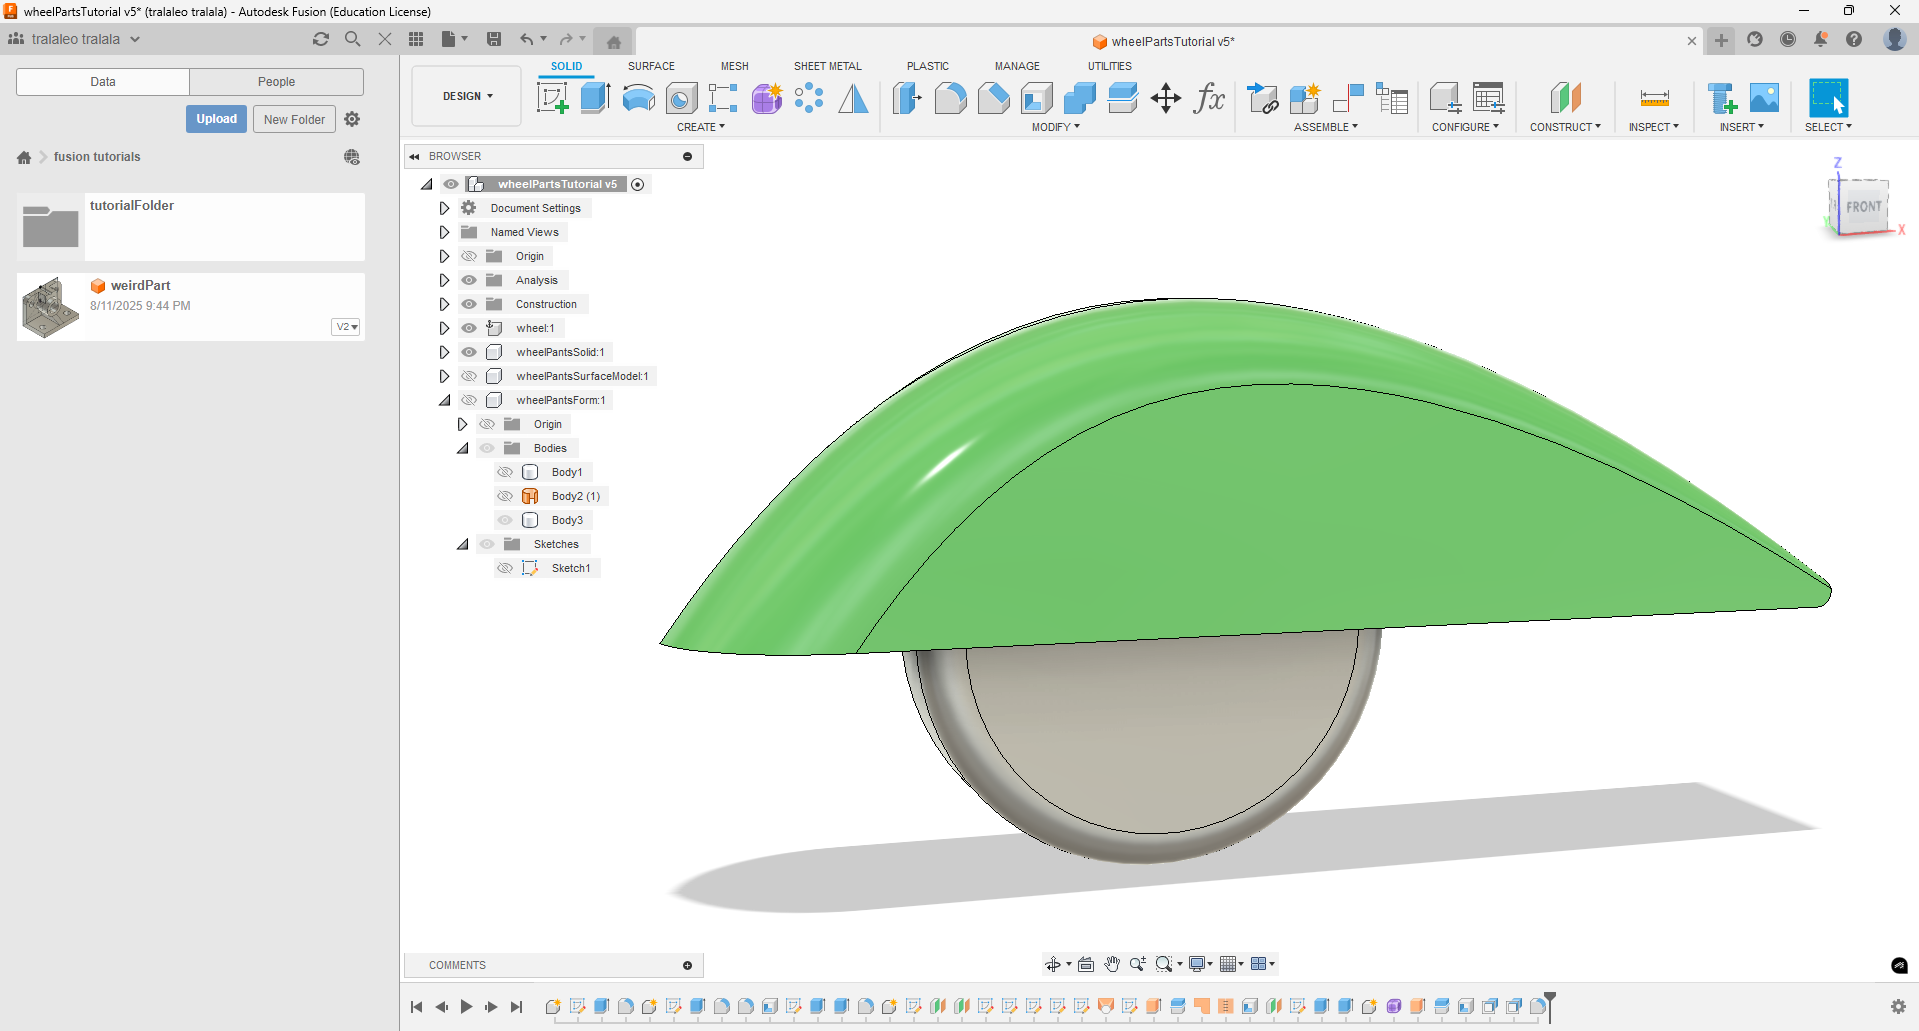 wheelPartsTutorial v5* (tralaleo tralala) - Autodesk Fusion (Education License)
tralaleo tralala
wheelPartsTutorial v5*
Data
People
Upload
New Folder
fusion tutorials
tutorialFolder
weirdPart
8/11/2025 9:44 PM
V2
DESIGN
SOLID
SURFACE
MESH
SHEET METAL
PLASTIC
MANAGE
UTILITIES
CREATE
MODIFY
ASSEMBLE
CONFIGURE
CONSTRUCT
INSPECT
INSERT
SELECT
BROWSER
wheelPartsTutorial v5
Document Settings
Named Views
Origin
Analysis
Construction
wheel:1
wheelPantsSolid:1
wheelPantsSurfaceModel:1
wheelPantsForm:1
Origin
Bodies
Body1
Body2 (1)
Body3
Sketches
Sketch1
Z
FRONT
X
Y
COMMENTS